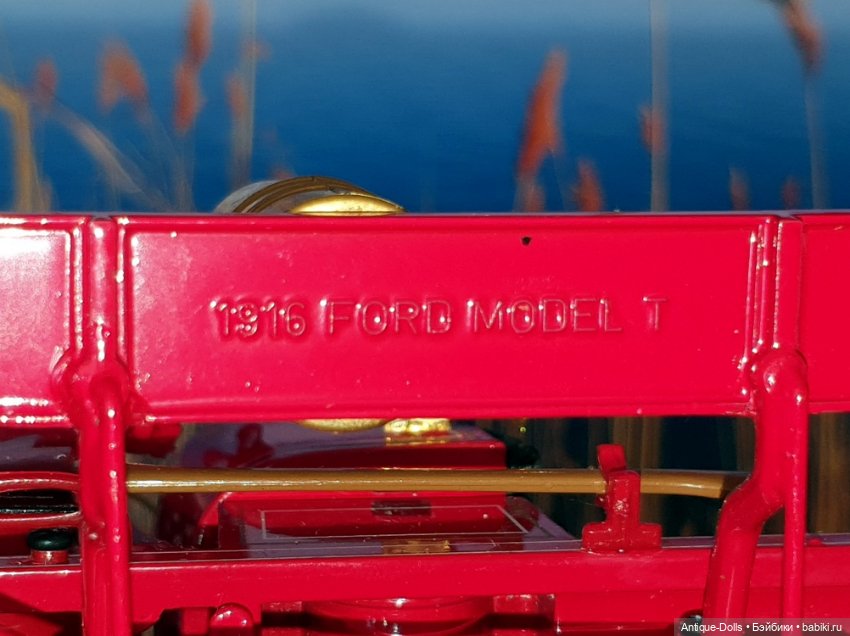 1916 FORD MODEL T
Antique-Dolls • Бэйбики • babiki.ru